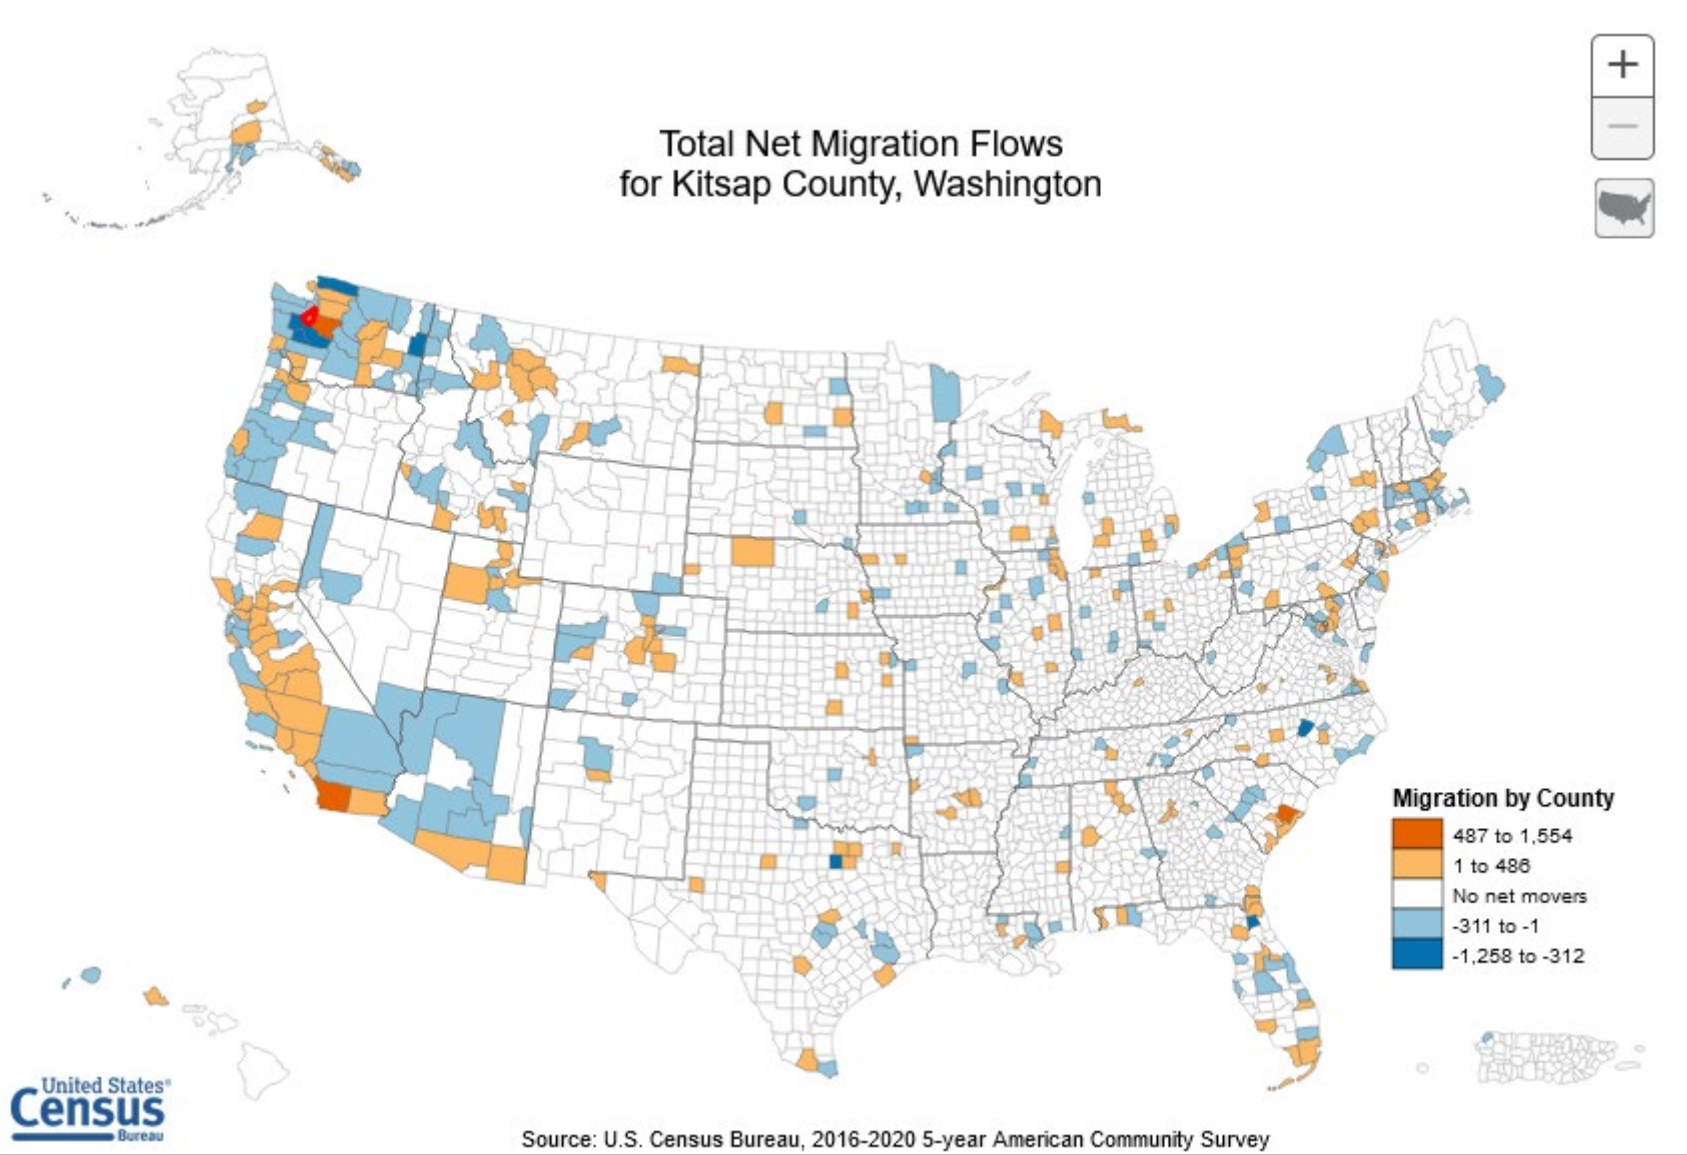 +
−
Total Net Migration Flows
for Kitsap County, Washington
Migration by County
487 to 1,554
1 to 486
No net movers
-311 to -1
-1,258 to -312
United States®
Census
Bureau
Source: U.S. Census Bureau, 2016-2020 5-year American Community Survey